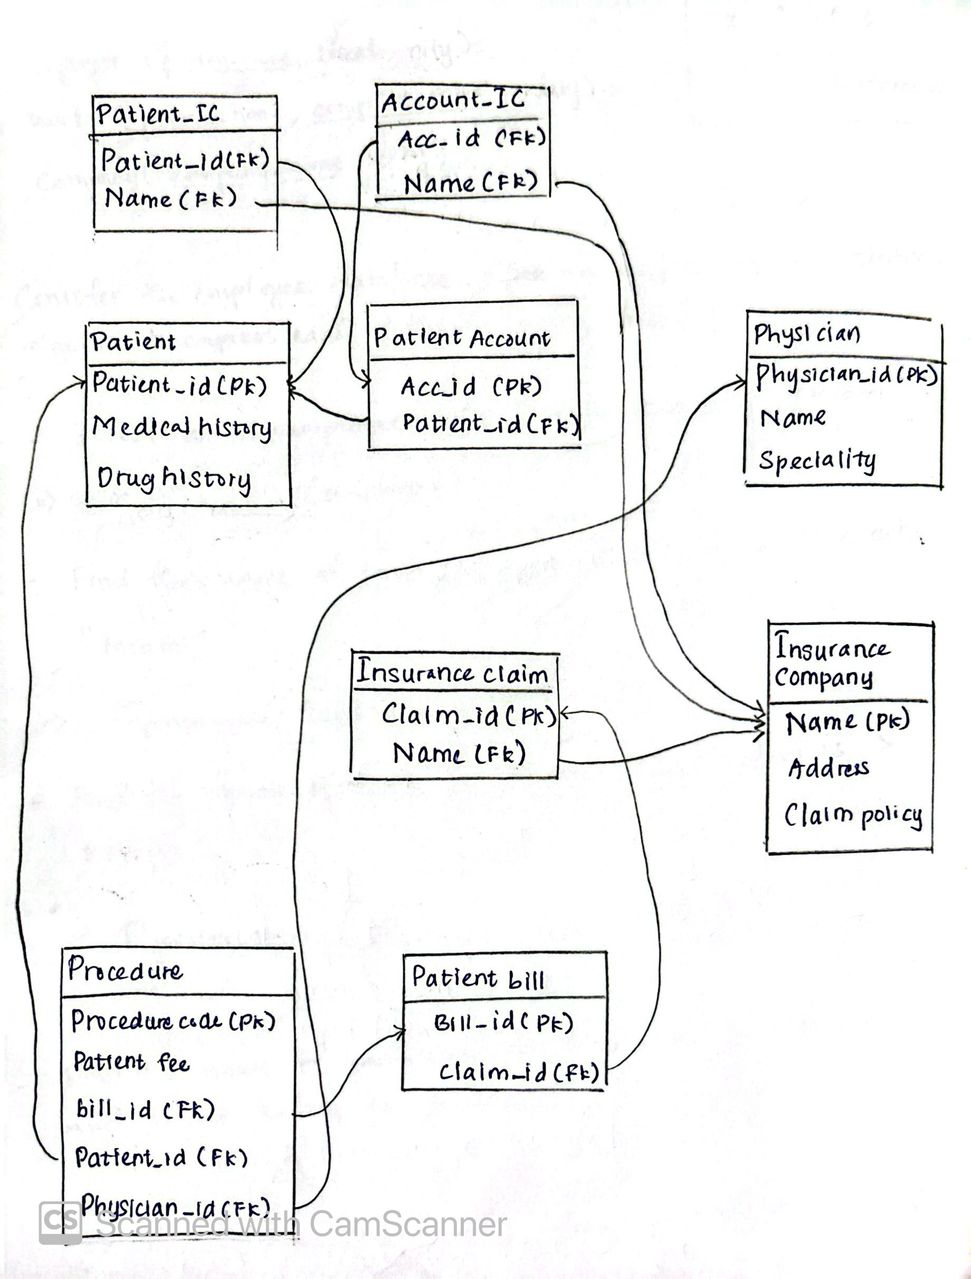 Patient_IC
Patient_id(FK)
Name (FK)
Account_IC
Acc_id (FK)
Name (FK)
Patient
Patient_id (PK)
Medical history
Drug history
Patient Account
Acc_id (PK)
Patient_id (FK)
Physician
Physician_id (PK)
Name
Speciality
Insurance claim
Claim_id (PK)
Name (FK)
Insurance
Company
Name (PK)
Address
Claim policy
Procedure
Procedure code (PK)
Patient fee
bill_id (FK)
Patient_id (FK)
Physician_id (FK)
Patient bill
Bill_id (PK)
Claim_id (FK)
CS Scanned with CamScanner